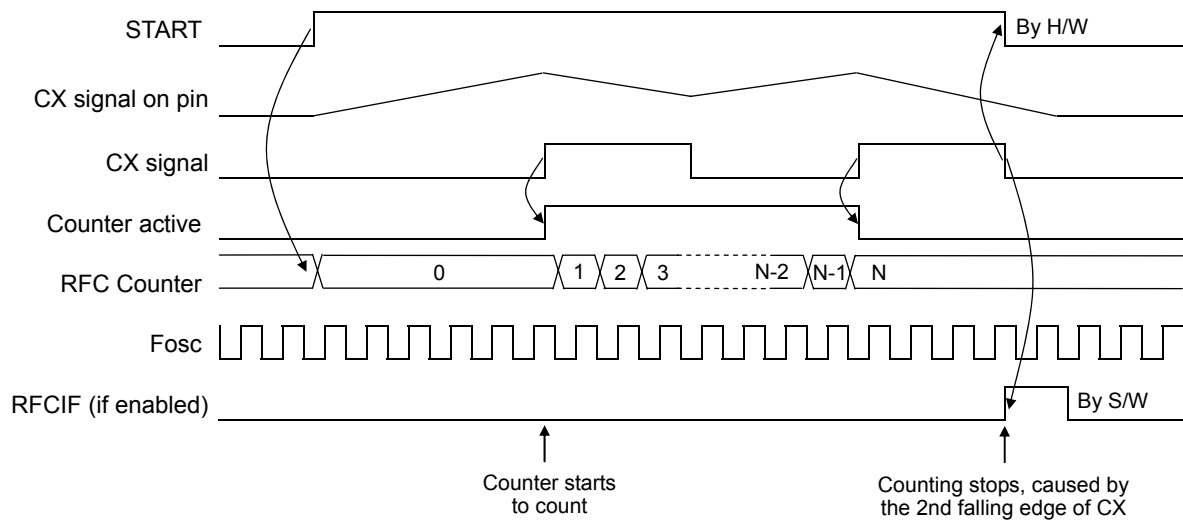 START
By H/W
CX signal on pin
CX signal
Counter active
RFC Counter
0
1
2
3
N-2
N-1
N
Fosc
RFCIF (if enabled)
By S/W
Counter starts
to count
Counting stops, caused by
the 2nd falling edge of CX